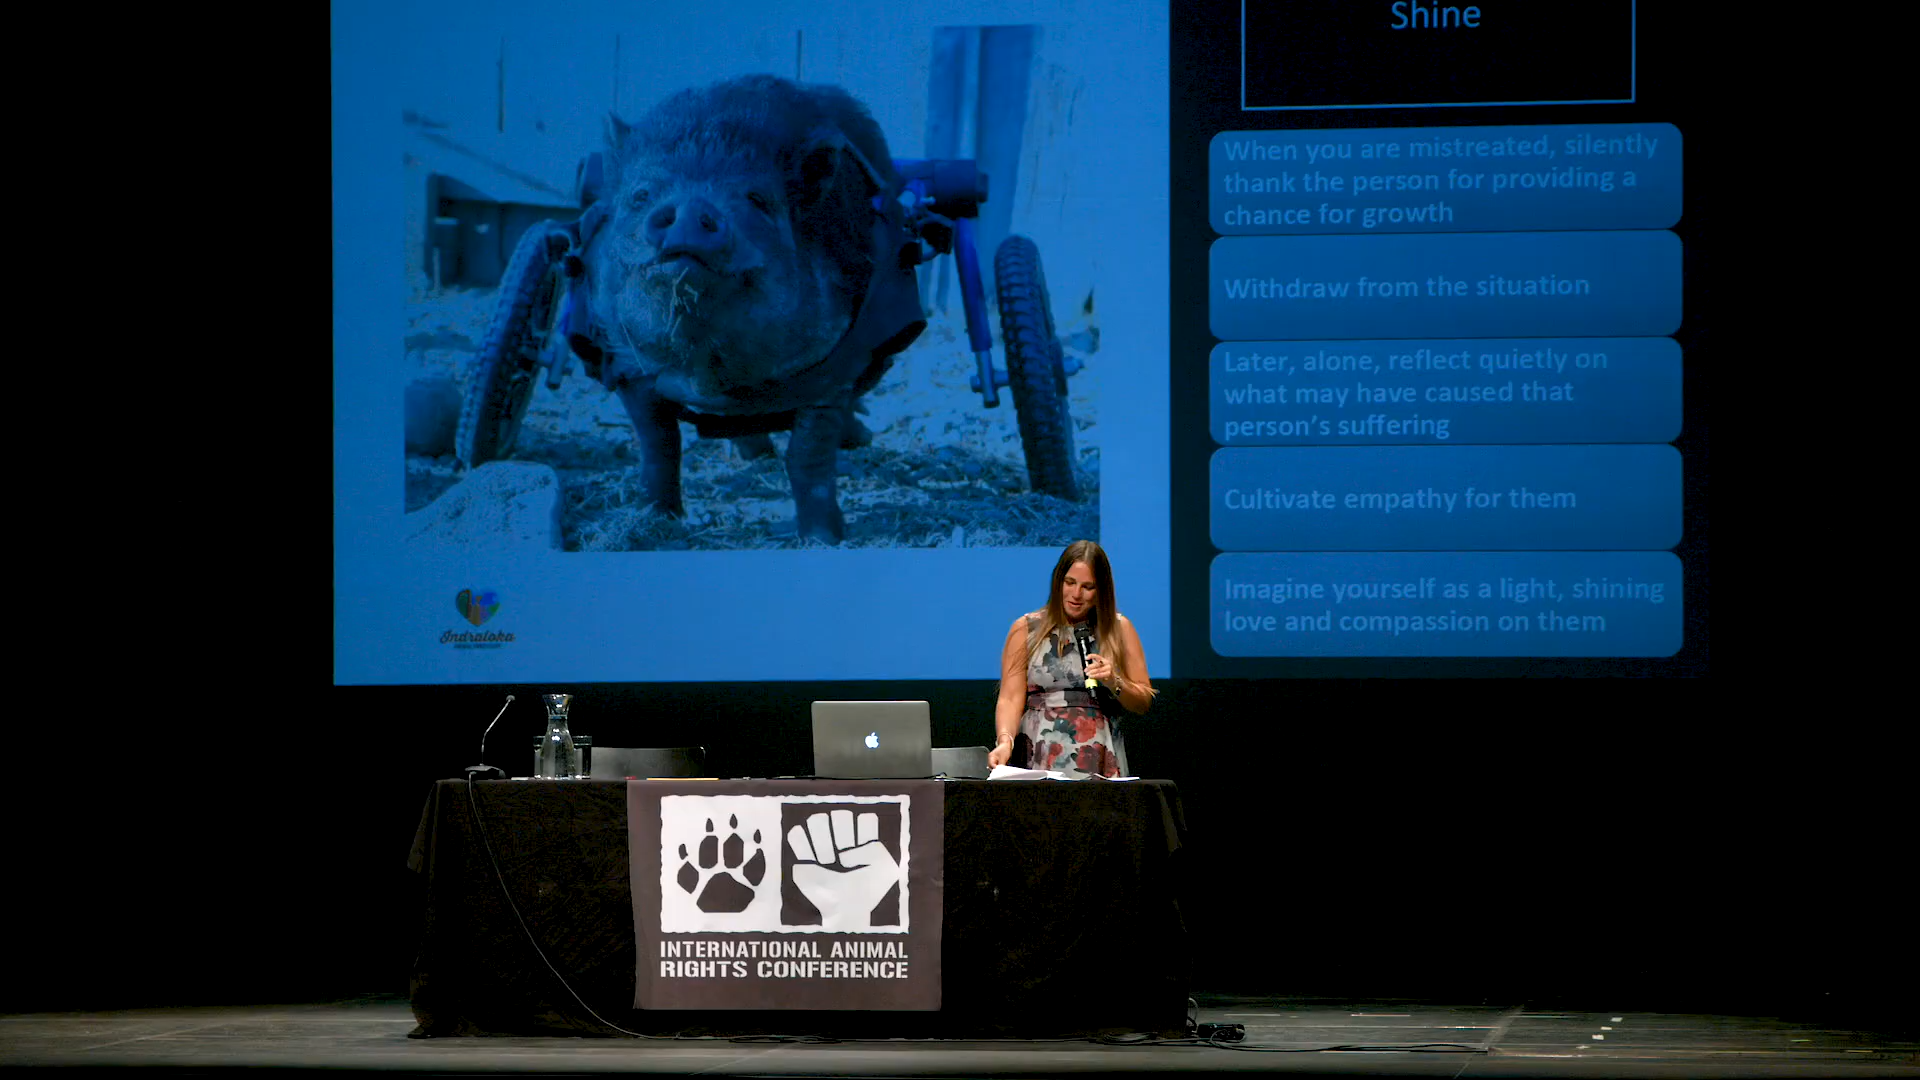 Shine
When you are mistreated, silently
thank the person for providing a
chance for growth
Withdraw from the situation
Later, alone, reflect quietly on
what may have caused that
person's suffering
Cultivate empathy for them
Imagine yourself as a light, shining
love and compassion on them
Indraloka
INTERNATIONAL ANIMAL
RIGHTS CONFERENCE